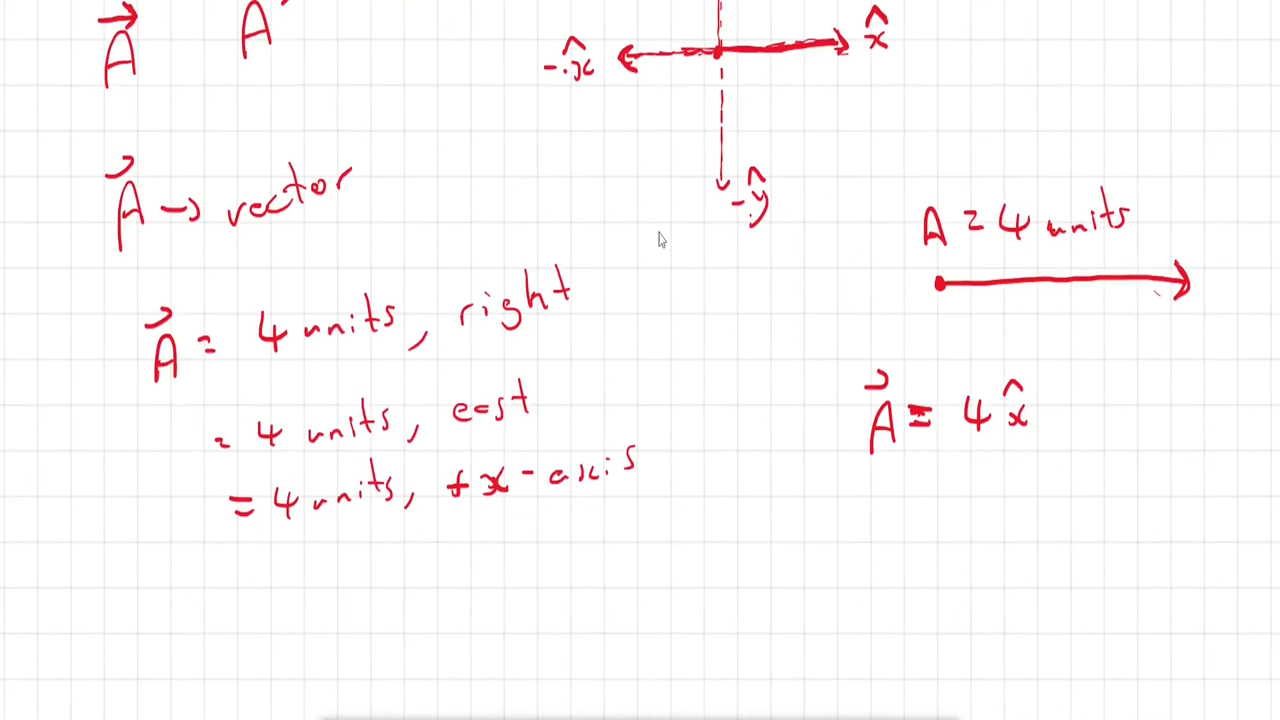 A⃗ A
x̂
-x̂
-ŷ
A⃗ → vector
A = 4 units
A⃗ = 4 units, right
= 4 units, east
= 4 units, +x-axis
A⃗ = 4 x̂